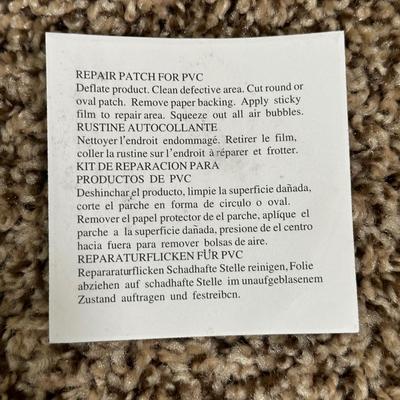 REPAIR PATCH FOR PVC
Deflate product. Clean defective area. Cut round or
oval patch. Remove paper backing. Apply sticky
film to repair area. Squeeze out all air bubbles.
RUSTINE AUTOCOLLANTE
Nettoyer l'endroit endommagé. Retirer le film,
coller la rustine sur l'endroit à réparer et frotter.
KIT DE REPARACION PARA
PRODUCTOS DE PVC
Deshinchar el producto, limpie la superficie dañada,
corte el parche en forma de circulo o oval.
Remover el papel protector de el parche, aplíque el
parche a la superficie dañada, presione de el centro
hacia fuera para remover bolsas de aire.
REPARATURFLICKEN FÜR PVC
Repararaturflicken Schadhafte Stelle reinigen, Folie
abziehen auf schadhafte Stelle im unaufgeblasenem
Zustand auftragen und festreibcn.